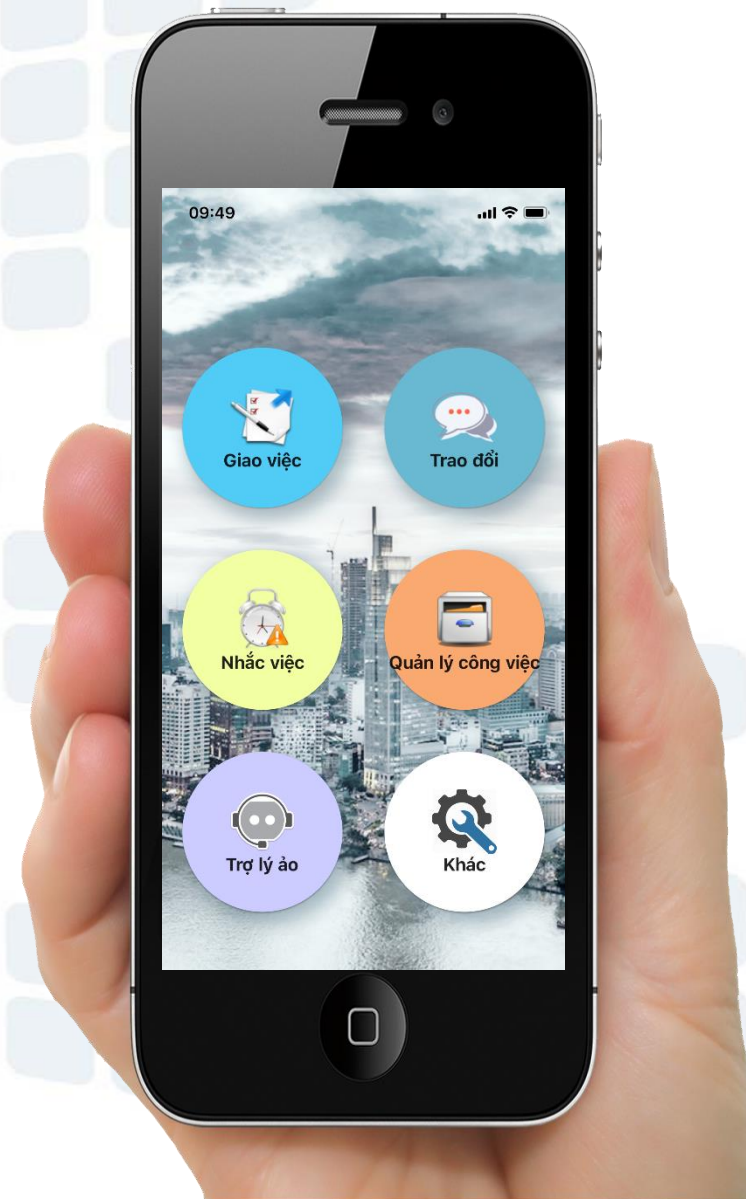 09:49
Giao việc
Trao đổi
Nhắc việc
Quản lý công việc
Trợ lý ảo
Khác